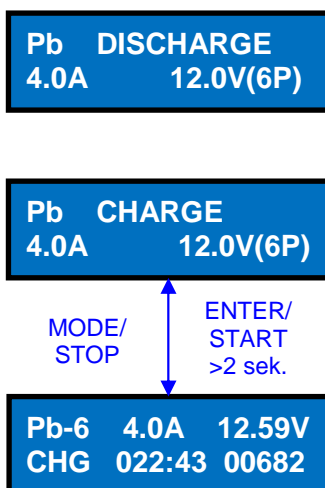 Pb DISCHARGE
4.0A 12.0V(6P)
Pb CHARGE
4.0A 12.0V(6P)
MODE/
STOP
ENTER/
START
>2 sek.
Pb-6 4.0A 12.59V
CHG 022:43 00682